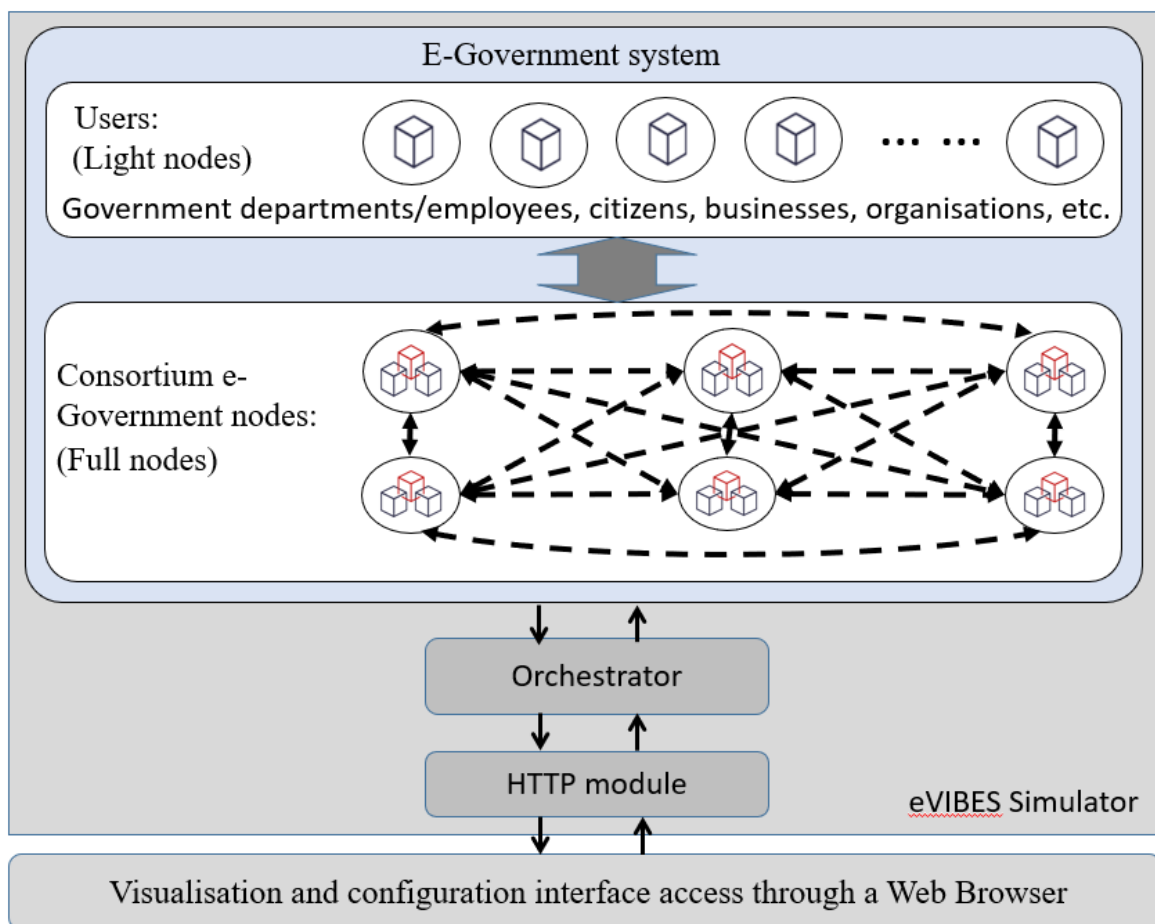 E-Government system
Users:
(Light nodes)
... ...
Government departments/employees, citizens, businesses, organisations, etc.
Consortium e-
Government nodes:
(Full nodes)
Orchestrator
HTTP module
eVIBES Simulator
Visualisation and configuration interface access through a Web Browser